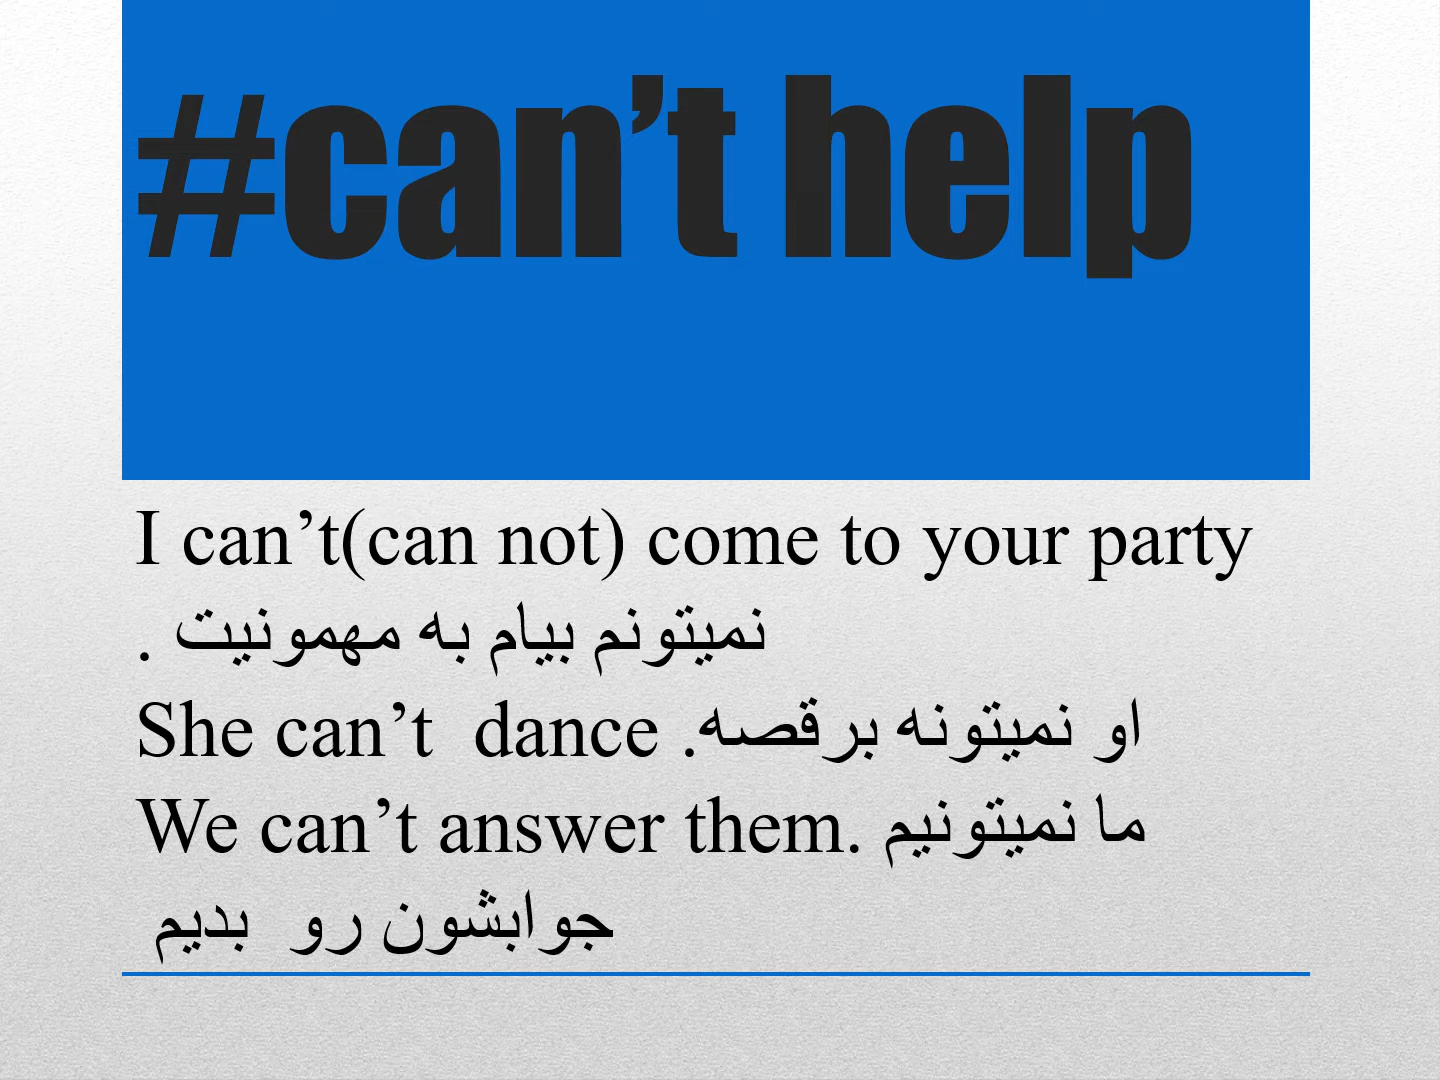 #can’t help
I can’t(can not) come to your party
نمیتونم بیام به مهمونیت .
She can’t  dance .او نمیتونه برقصه
We can’t answer them. ما نمیتونیم
جوابشون رو  بدیم